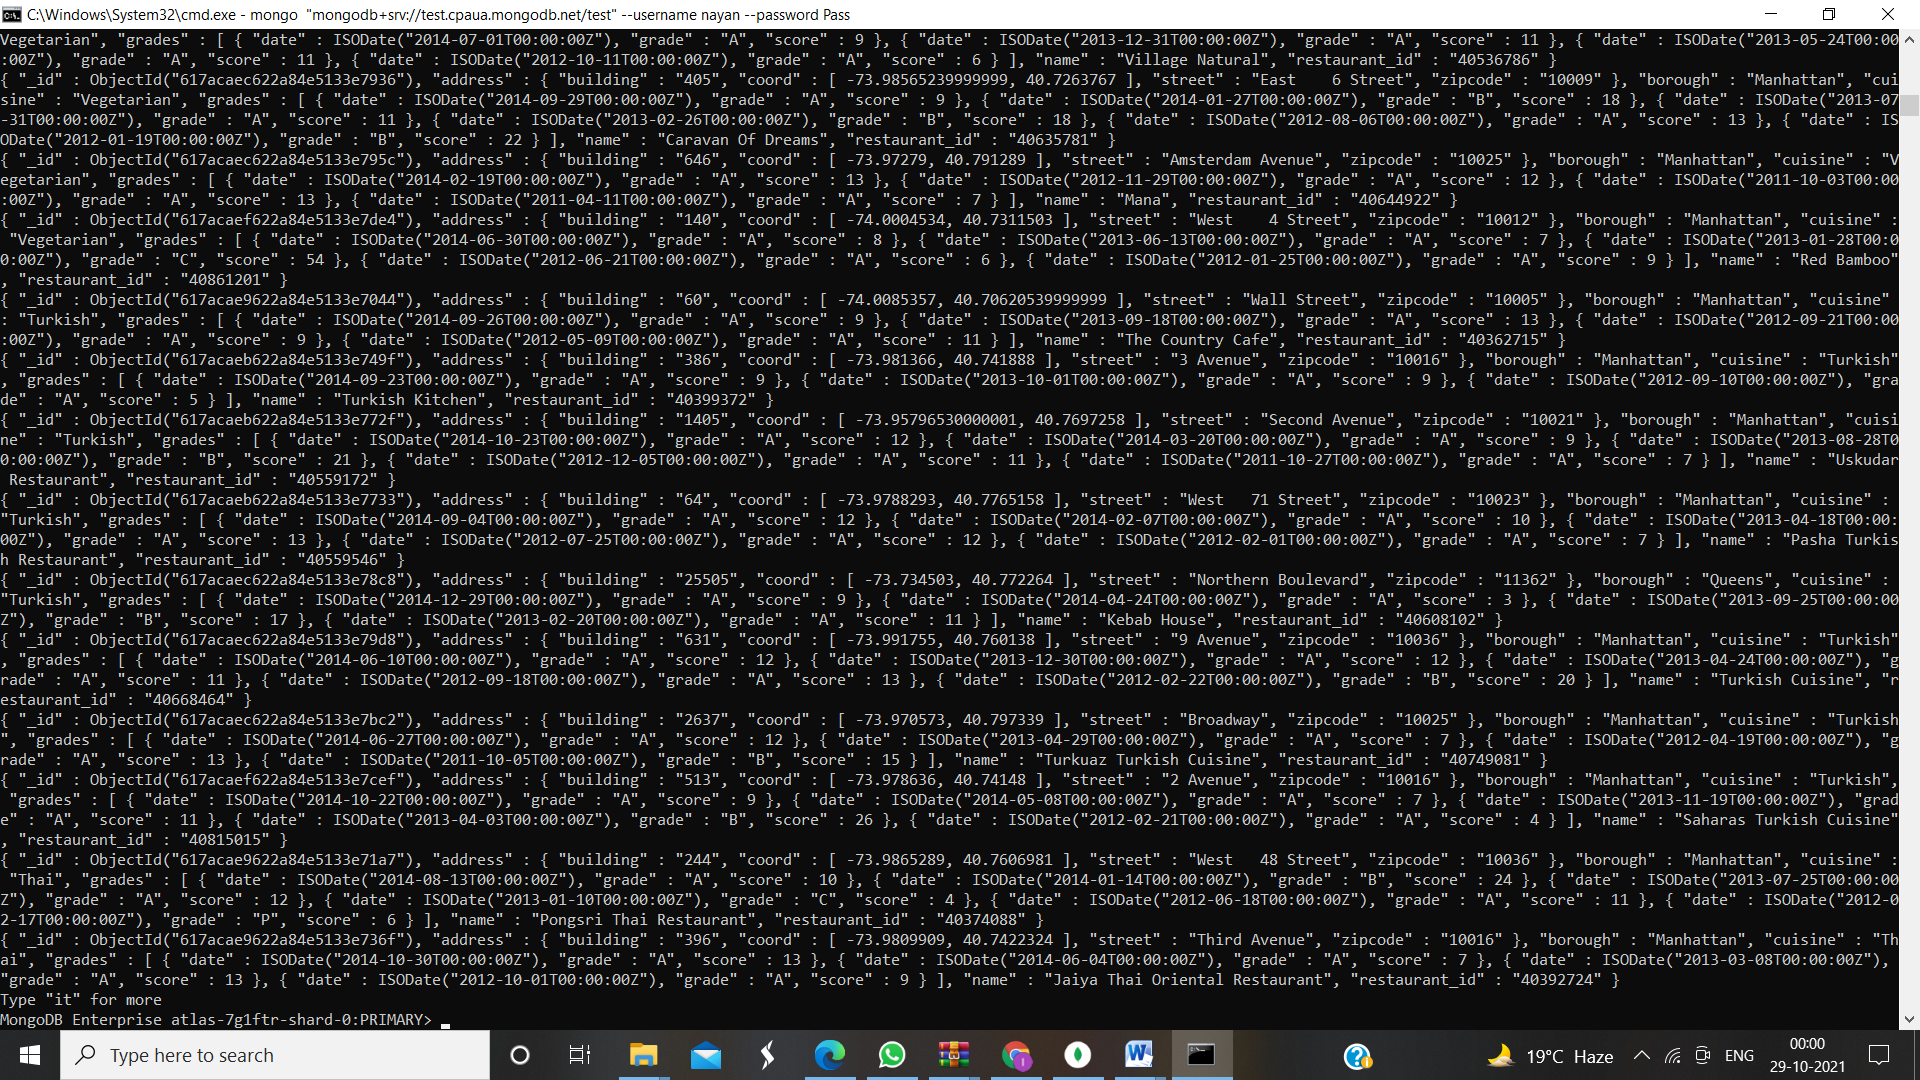 C:\Windows\System32\cmd.exe - mongo  "mongodb+srv://test.cpaua.mongodb.net/test" --username nayan --password Pass
Vegetarian", "grades" : [ { "date" : ISODate("2014-07-01T00:00:00Z"), "grade" : "A", "score" : 9 }, { "date" : ISODate("2013-12-31T00:00:00Z"), "grade" : "A", "score" : 11 }, { "date" : ISODate("2013-05-24T00:00
:00Z"), "grade" : "A", "score" : 11 }, { "date" : ISODate("2012-10-11T00:00:00Z"), "grade" : "A", "score" : 6 } ], "name" : "Village Natural", "restaurant_id" : "40536786" }
{ "_id" : ObjectId("617acaec622a84e5133e7936"), "address" : { "building" : "405", "coord" : [ -73.98565239999999, 40.7263767 ], "street" : "East    6 Street", "zipcode" : "10009" }, "borough" : "Manhattan", "cui
sine" : "Vegetarian", "grades" : [ { "date" : ISODate("2014-09-29T00:00:00Z"), "grade" : "A", "score" : 9 }, { "date" : ISODate("2014-01-27T00:00:00Z"), "grade" : "B", "score" : 18 }, { "date" : ISODate("2013-07
-31T00:00:00Z"), "grade" : "A", "score" : 11 }, { "date" : ISODate("2013-02-26T00:00:00Z"), "grade" : "B", "score" : 18 }, { "date" : ISODate("2012-08-06T00:00:00Z"), "grade" : "A", "score" : 13 }, { "date" : IS
ODate("2012-01-19T00:00:00Z"), "grade" : "B", "score" : 22 } ], "name" : "Caravan Of Dreams", "restaurant_id" : "40635781" }
{ "_id" : ObjectId("617acaec622a84e5133e795c"), "address" : { "building" : "646", "coord" : [ -73.97279, 40.791289 ], "street" : "Amsterdam Avenue", "zipcode" : "10025" }, "borough" : "Manhattan", "cuisine" : "V
egetarian", "grades" : [ { "date" : ISODate("2014-02-19T00:00:00Z"), "grade" : "A", "score" : 13 }, { "date" : ISODate("2012-11-29T00:00:00Z"), "grade" : "A", "score" : 12 }, { "date" : ISODate("2011-10-03T00:00
:00Z"), "grade" : "A", "score" : 13 }, { "date" : ISODate("2011-04-11T00:00:00Z"), "grade" : "A", "score" : 7 } ], "name" : "Mana", "restaurant_id" : "40644922" }
{ "_id" : ObjectId("617acaef622a84e5133e7de4"), "address" : { "building" : "140", "coord" : [ -74.0004534, 40.7311503 ], "street" : "West    4 Street", "zipcode" : "10012" }, "borough" : "Manhattan", "cuisine" :
 "Vegetarian", "grades" : [ { "date" : ISODate("2014-06-30T00:00:00Z"), "grade" : "A", "score" : 8 }, { "date" : ISODate("2013-06-13T00:00:00Z"), "grade" : "A", "score" : 7 }, { "date" : ISODate("2013-01-28T00:0
0:00Z"), "grade" : "C", "score" : 54 }, { "date" : ISODate("2012-06-21T00:00:00Z"), "grade" : "A", "score" : 6 }, { "date" : ISODate("2012-01-25T00:00:00Z"), "grade" : "A", "score" : 9 } ], "name" : "Red Bamboo"
, "restaurant_id" : "40861201" }
{ "_id" : ObjectId("617acae9622a84e5133e7044"), "address" : { "building" : "60", "coord" : [ -74.0085357, 40.70620539999999 ], "street" : "Wall Street", "zipcode" : "10005" }, "borough" : "Manhattan", "cuisine"
: "Turkish", "grades" : [ { "date" : ISODate("2014-09-26T00:00:00Z"), "grade" : "A", "score" : 9 }, { "date" : ISODate("2013-09-18T00:00:00Z"), "grade" : "A", "score" : 13 }, { "date" : ISODate("2012-09-21T00:00
:00Z"), "grade" : "A", "score" : 9 }, { "date" : ISODate("2012-05-09T00:00:00Z"), "grade" : "A", "score" : 11 } ], "name" : "The Country Cafe", "restaurant_id" : "40362715" }
{ "_id" : ObjectId("617acaeb622a84e5133e749f"), "address" : { "building" : "386", "coord" : [ -73.981366, 40.741888 ], "street" : "3 Avenue", "zipcode" : "10016" }, "borough" : "Manhattan", "cuisine" : "Turkish"
, "grades" : [ { "date" : ISODate("2014-09-23T00:00:00Z"), "grade" : "A", "score" : 9 }, { "date" : ISODate("2013-10-01T00:00:00Z"), "grade" : "A", "score" : 9 }, { "date" : ISODate("2012-09-10T00:00:00Z"), "gra
de" : "A", "score" : 5 } ], "name" : "Turkish Kitchen", "restaurant_id" : "40399372" }
{ "_id" : ObjectId("617acaeb622a84e5133e772f"), "address" : { "building" : "1405", "coord" : [ -73.95796530000001, 40.7697258 ], "street" : "Second Avenue", "zipcode" : "10021" }, "borough" : "Manhattan", "cuisi
ne" : "Turkish", "grades" : [ { "date" : ISODate("2014-10-23T00:00:00Z"), "grade" : "A", "score" : 12 }, { "date" : ISODate("2014-03-20T00:00:00Z"), "grade" : "A", "score" : 9 }, { "date" : ISODate("2013-08-28T0
0:00:00Z"), "grade" : "B", "score" : 21 }, { "date" : ISODate("2012-12-05T00:00:00Z"), "grade" : "A", "score" : 11 }, { "date" : ISODate("2011-10-27T00:00:00Z"), "grade" : "A", "score" : 7 } ], "name" : "Uskudar
 Restaurant", "restaurant_id" : "40559172" }
{ "_id" : ObjectId("617acaeb622a84e5133e7733"), "address" : { "building" : "64", "coord" : [ -73.9788293, 40.7765158 ], "street" : "West   71 Street", "zipcode" : "10023" }, "borough" : "Manhattan", "cuisine" :
"Turkish", "grades" : [ { "date" : ISODate("2014-09-04T00:00:00Z"), "grade" : "A", "score" : 12 }, { "date" : ISODate("2014-02-07T00:00:00Z"), "grade" : "A", "score" : 10 }, { "date" : ISODate("2013-04-18T00:00:
00Z"), "grade" : "A", "score" : 13 }, { "date" : ISODate("2012-07-25T00:00:00Z"), "grade" : "A", "score" : 12 }, { "date" : ISODate("2012-02-01T00:00:00Z"), "grade" : "A", "score" : 7 } ], "name" : "Pasha Turkis
h Restaurant", "restaurant_id" : "40559546" }
{ "_id" : ObjectId("617acaec622a84e5133e78c8"), "address" : { "building" : "25505", "coord" : [ -73.734503, 40.772264 ], "street" : "Northern Boulevard", "zipcode" : "11362" }, "borough" : "Queens", "cuisine" :
"Turkish", "grades" : [ { "date" : ISODate("2014-12-29T00:00:00Z"), "grade" : "A", "score" : 9 }, { "date" : ISODate("2014-04-24T00:00:00Z"), "grade" : "A", "score" : 3 }, { "date" : ISODate("2013-09-25T00:00:00
Z"), "grade" : "B", "score" : 17 }, { "date" : ISODate("2013-02-20T00:00:00Z"), "grade" : "A", "score" : 11 } ], "name" : "Kebab House", "restaurant_id" : "40608102" }
{ "_id" : ObjectId("617acaec622a84e5133e79d8"), "address" : { "building" : "631", "coord" : [ -73.991755, 40.760138 ], "street" : "9 Avenue", "zipcode" : "10036" }, "borough" : "Manhattan", "cuisine" : "Turkish"
, "grades" : [ { "date" : ISODate("2014-06-10T00:00:00Z"), "grade" : "A", "score" : 12 }, { "date" : ISODate("2013-12-30T00:00:00Z"), "grade" : "A", "score" : 12 }, { "date" : ISODate("2013-04-24T00:00:00Z"), "g
rade" : "A", "score" : 11 }, { "date" : ISODate("2012-09-18T00:00:00Z"), "grade" : "A", "score" : 13 }, { "date" : ISODate("2012-02-22T00:00:00Z"), "grade" : "B", "score" : 20 } ], "name" : "Turkish Cuisine", "r
estaurant_id" : "40668464" }
{ "_id" : ObjectId("617acaec622a84e5133e7bc2"), "address" : { "building" : "2637", "coord" : [ -73.970573, 40.797339 ], "street" : "Broadway", "zipcode" : "10025" }, "borough" : "Manhattan", "cuisine" : "Turkish
", "grades" : [ { "date" : ISODate("2014-06-27T00:00:00Z"), "grade" : "A", "score" : 12 }, { "date" : ISODate("2013-04-29T00:00:00Z"), "grade" : "A", "score" : 7 }, { "date" : ISODate("2012-04-19T00:00:00Z"), "g
rade" : "A", "score" : 13 }, { "date" : ISODate("2011-10-05T00:00:00Z"), "grade" : "B", "score" : 15 } ], "name" : "Turkuaz Turkish Cuisine", "restaurant_id" : "40749081" }
{ "_id" : ObjectId("617acaef622a84e5133e7cef"), "address" : { "building" : "513", "coord" : [ -73.978636, 40.74148 ], "street" : "2 Avenue", "zipcode" : "10016" }, "borough" : "Manhattan", "cuisine" : "Turkish",
 "grades" : [ { "date" : ISODate("2014-10-22T00:00:00Z"), "grade" : "A", "score" : 9 }, { "date" : ISODate("2014-05-08T00:00:00Z"), "grade" : "A", "score" : 7 }, { "date" : ISODate("2013-11-19T00:00:00Z"), "grad
e" : "A", "score" : 11 }, { "date" : ISODate("2013-04-03T00:00:00Z"), "grade" : "B", "score" : 26 }, { "date" : ISODate("2012-02-21T00:00:00Z"), "grade" : "A", "score" : 4 } ], "name" : "Saharas Turkish Cuisine"
, "restaurant_id" : "40815015" }
{ "_id" : ObjectId("617acae9622a84e5133e71a7"), "address" : { "building" : "244", "coord" : [ -73.9865289, 40.7606981 ], "street" : "West   48 Street", "zipcode" : "10036" }, "borough" : "Manhattan", "cuisine" :
 "Thai", "grades" : [ { "date" : ISODate("2014-08-13T00:00:00Z"), "grade" : "A", "score" : 10 }, { "date" : ISODate("2014-01-14T00:00:00Z"), "grade" : "B", "score" : 24 }, { "date" : ISODate("2013-07-25T00:00:00
Z"), "grade" : "A", "score" : 12 }, { "date" : ISODate("2013-01-10T00:00:00Z"), "grade" : "C", "score" : 4 }, { "date" : ISODate("2012-06-18T00:00:00Z"), "grade" : "A", "score" : 11 }, { "date" : ISODate("2012-0
2-17T00:00:00Z"), "grade" : "P", "score" : 6 } ], "name" : "Pongsri Thai Restaurant", "restaurant_id" : "40374088" }
{ "_id" : ObjectId("617acae9622a84e5133e736f"), "address" : { "building" : "396", "coord" : [ -73.9809909, 40.7422324 ], "street" : "Third Avenue", "zipcode" : "10016" }, "borough" : "Manhattan", "cuisine" : "Th
ai", "grades" : [ { "date" : ISODate("2014-10-30T00:00:00Z"), "grade" : "A", "score" : 13 }, { "date" : ISODate("2014-06-04T00:00:00Z"), "grade" : "A", "score" : 7 }, { "date" : ISODate("2013-03-08T00:00:00Z"),
"grade" : "A", "score" : 13 }, { "date" : ISODate("2012-10-01T00:00:00Z"), "grade" : "A", "score" : 9 } ], "name" : "Jaiya Thai Oriental Restaurant", "restaurant_id" : "40392724" }
Type "it" for more
MongoDB Enterprise atlas-7g1ftr-shard-0:PRIMARY>
Type here to search
19°C Haze
ENG
00:00
29-10-2021